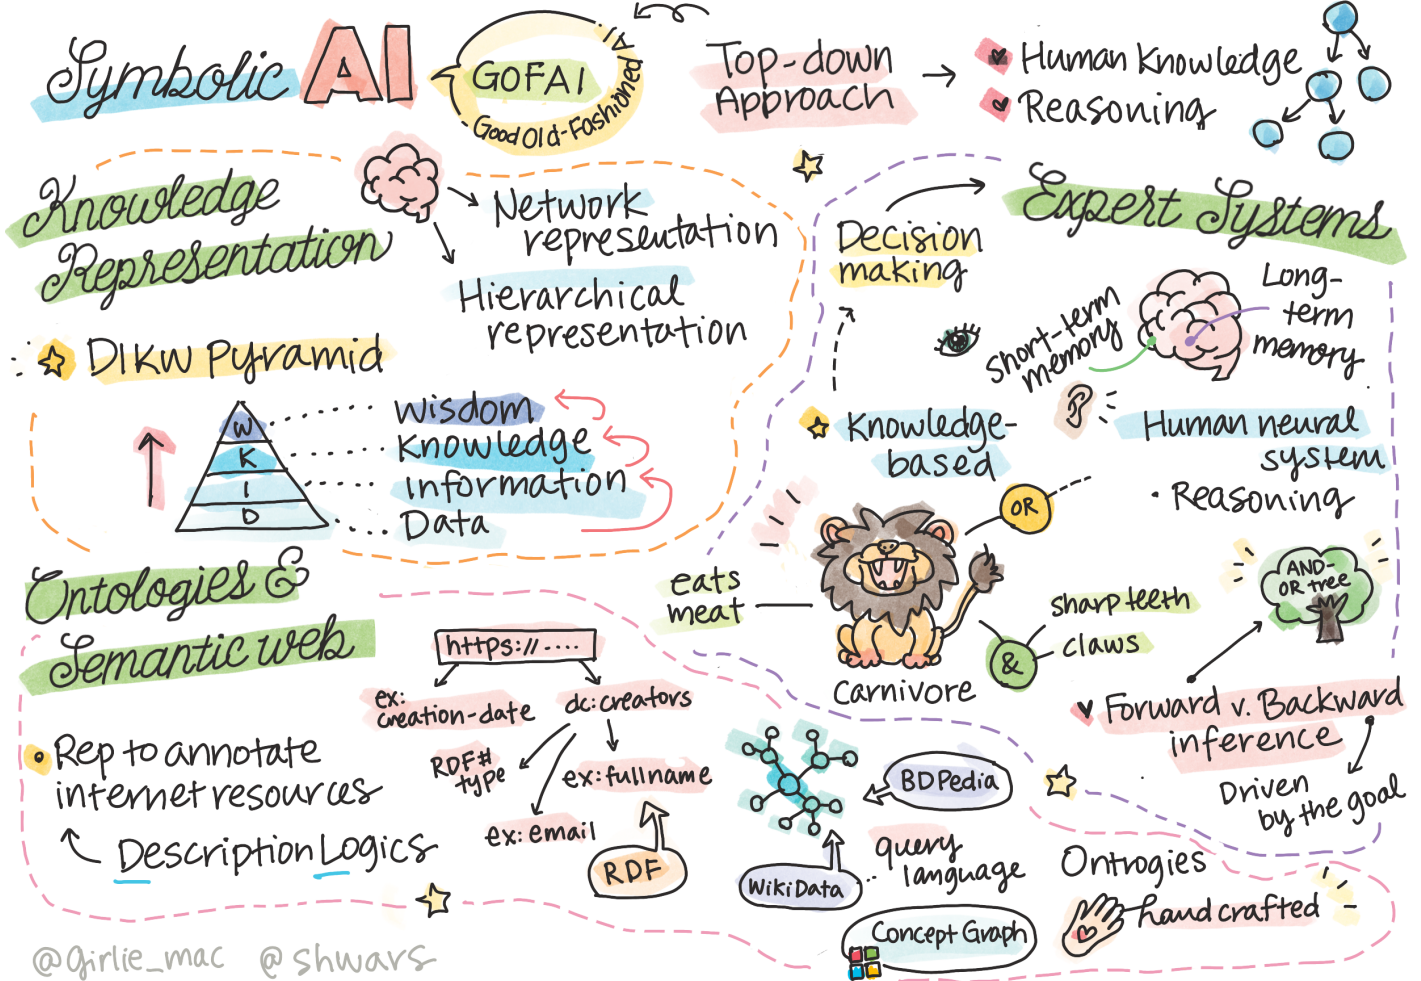 Symbolic AI
GOFAI
Good Old-Fashioned AI.
Top-down
Approach
Human Knowledge
Reasoning
Knowledge
Representation
Network
representation
Hierarchical
representation
DIKW Pyramid
W
K
I
D
Wisdom
Knowledge
Information
Data
Expert Systems
Decision
making
Short-term
memory
Long-
term
memory
Knowledge-
based
Human neural
system
• Reasoning
OR
eats
meat
sharp teeth
claws
&
Carnivore
AND-
OR tree
Forward v. Backward
inference
Driven
by the goal
Ontologies &
Semantic web
https://....
ex:
creation-date
dc:creators
RDF#
type
ex:fullname
ex:email
RDF
Rep to annotate
internet resources
Description Logics
BDPedia
WikiData
query
language
Concept Graph
Ontrogies
handcrafted
@girlie_mac @shwars